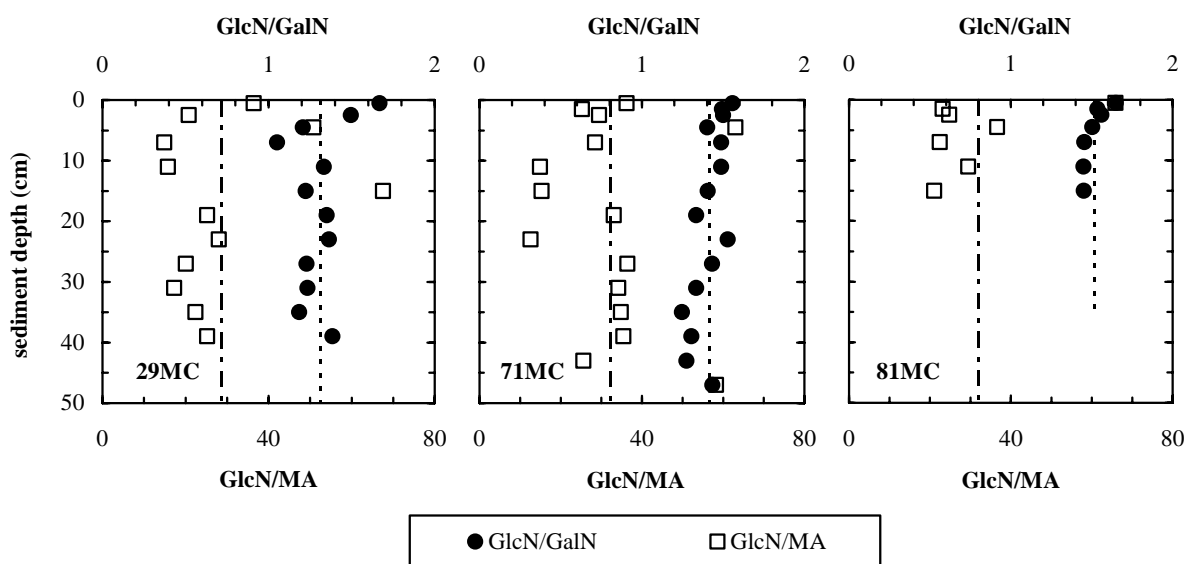 GlcN/GalN GlcN/GalN GlcN/GalN
0 1 2 0 1 2 0 1 2
0
10
20
30
40
50
sediment depth (cm)
29MC 71MC 81MC
0 40 80 0 40 80 0 40 80
GlcN/MA GlcN/MA GlcN/MA
GlcN/GalN GlcN/MA